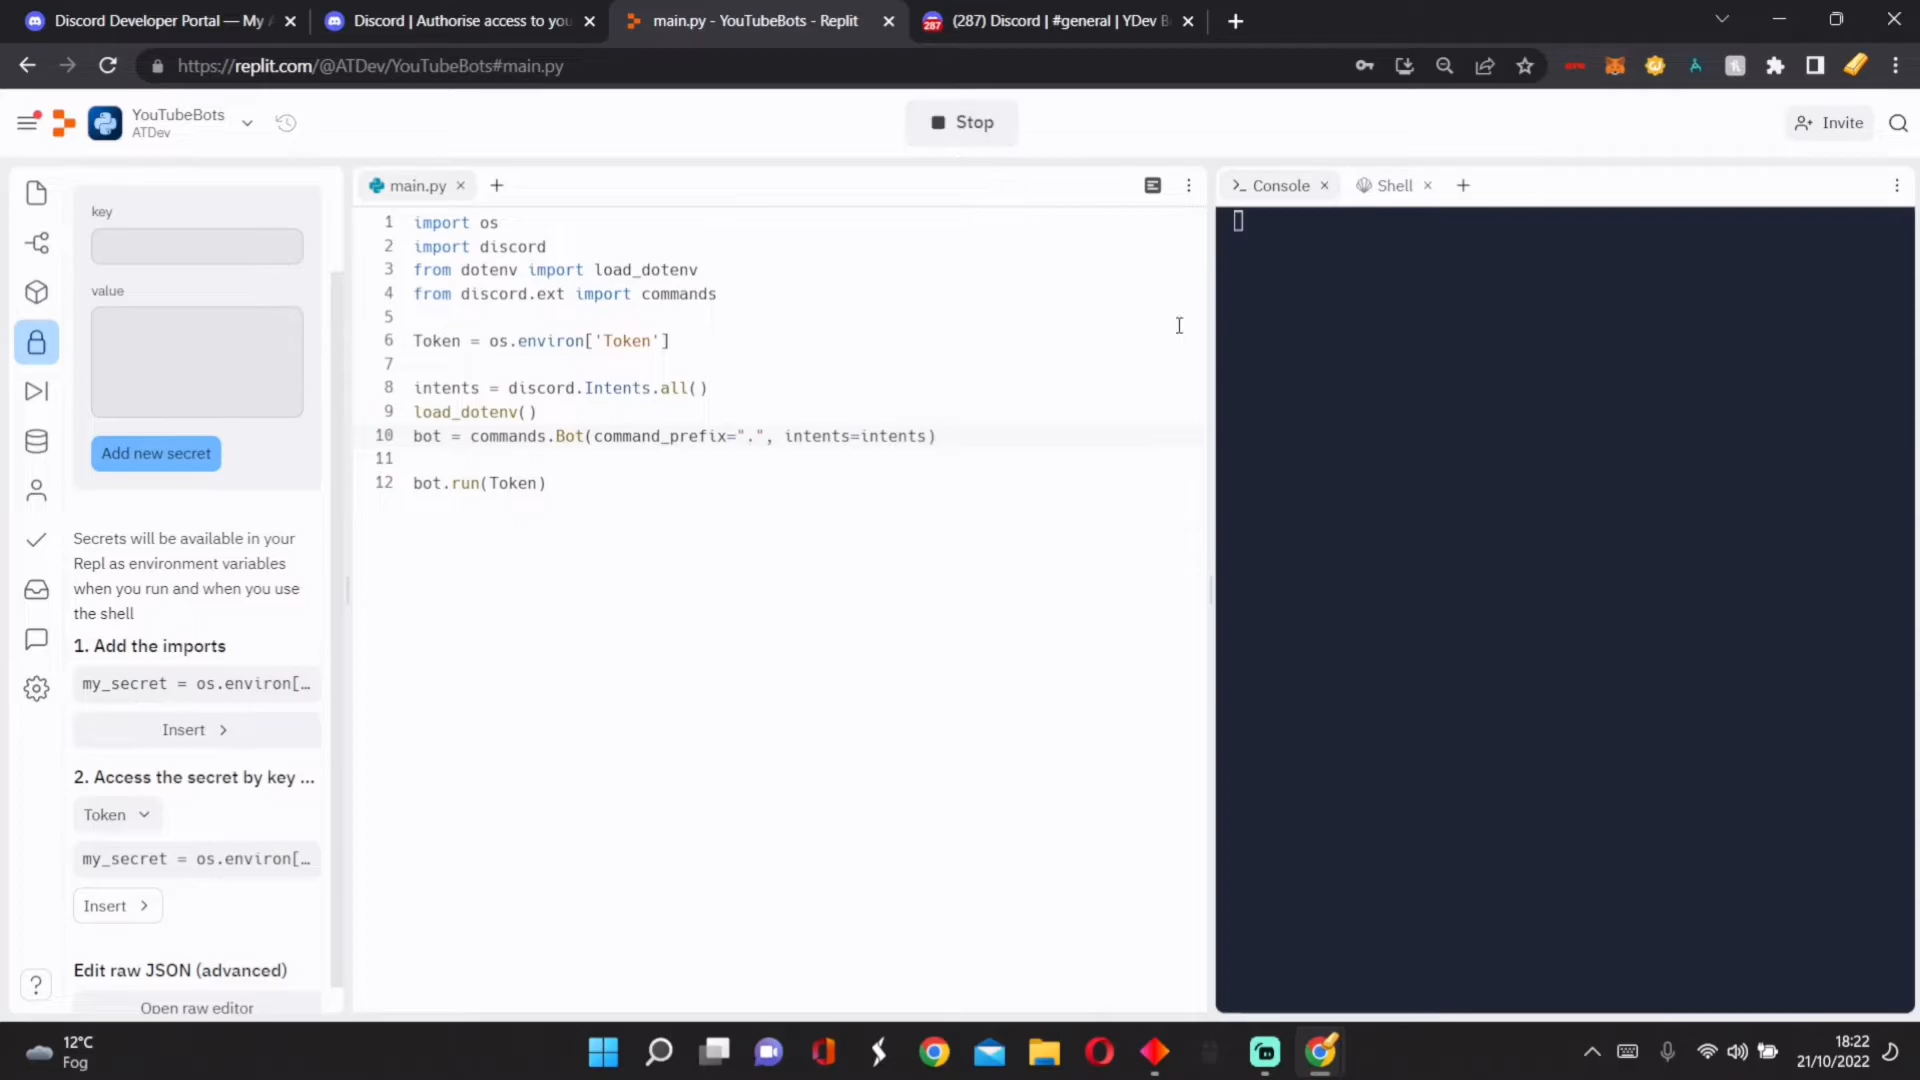 Discord Developer Portal — My A
Discord | Authorise access to you
main.py - YouTubeBots - Replit
287
(287) Discord | #general | YDev B
https://replit.com/@ATDev/YouTubeBots#main.py
YouTubeBots
ATDev
Stop
Invite
key
value
Add new secret
Secrets will be available in your
Repl as environment variables
when you run and when you use
the shell
1. Add the imports
my_secret = os.environ[…
Insert
2. Access the secret by key ...
Token
my_secret = os.environ[…
Insert
Edit raw JSON (advanced)
Open raw editor
?
main.py
1 import os
2 import discord
3 from dotenv import load_dotenv
4 from discord.ext import commands
5
6 Token = os.environ['Token']
7
8 intents = discord.Intents.all()
9 load_dotenv()
10 bot = commands.Bot(command_prefix=".", intents=intents)
11
12 bot.run(Token)
Console
Shell
12°C
Fog
18:22
21/10/2022